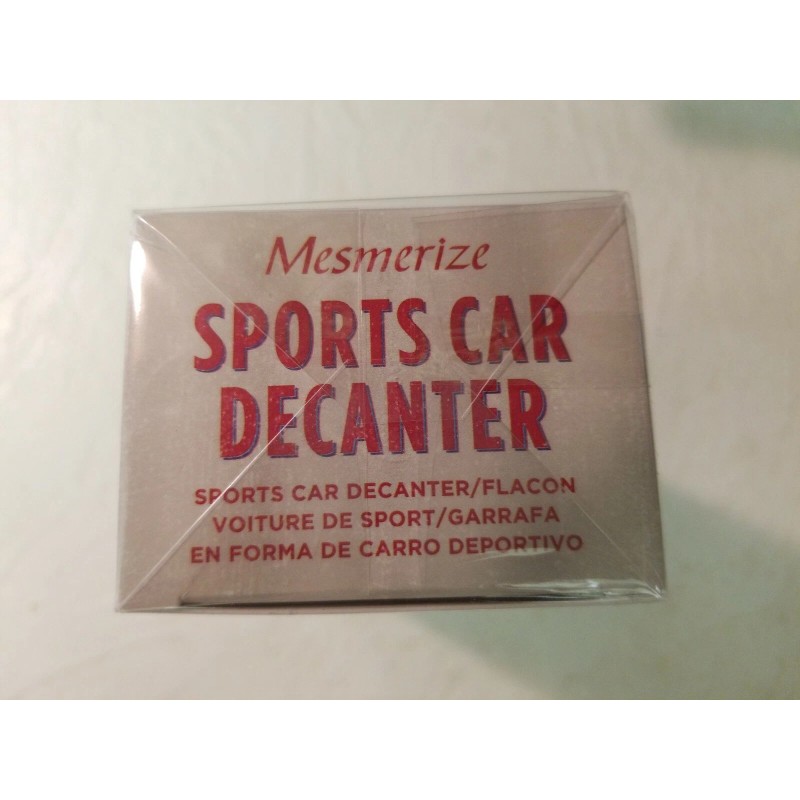 Mesmerize
SPORTS CAR
DECANTER
SPORTS CAR DECANTER/FLACON
VOITURE DE SPORT/GARRAFA
EN FORMA DE CARRO DEPORTIVO